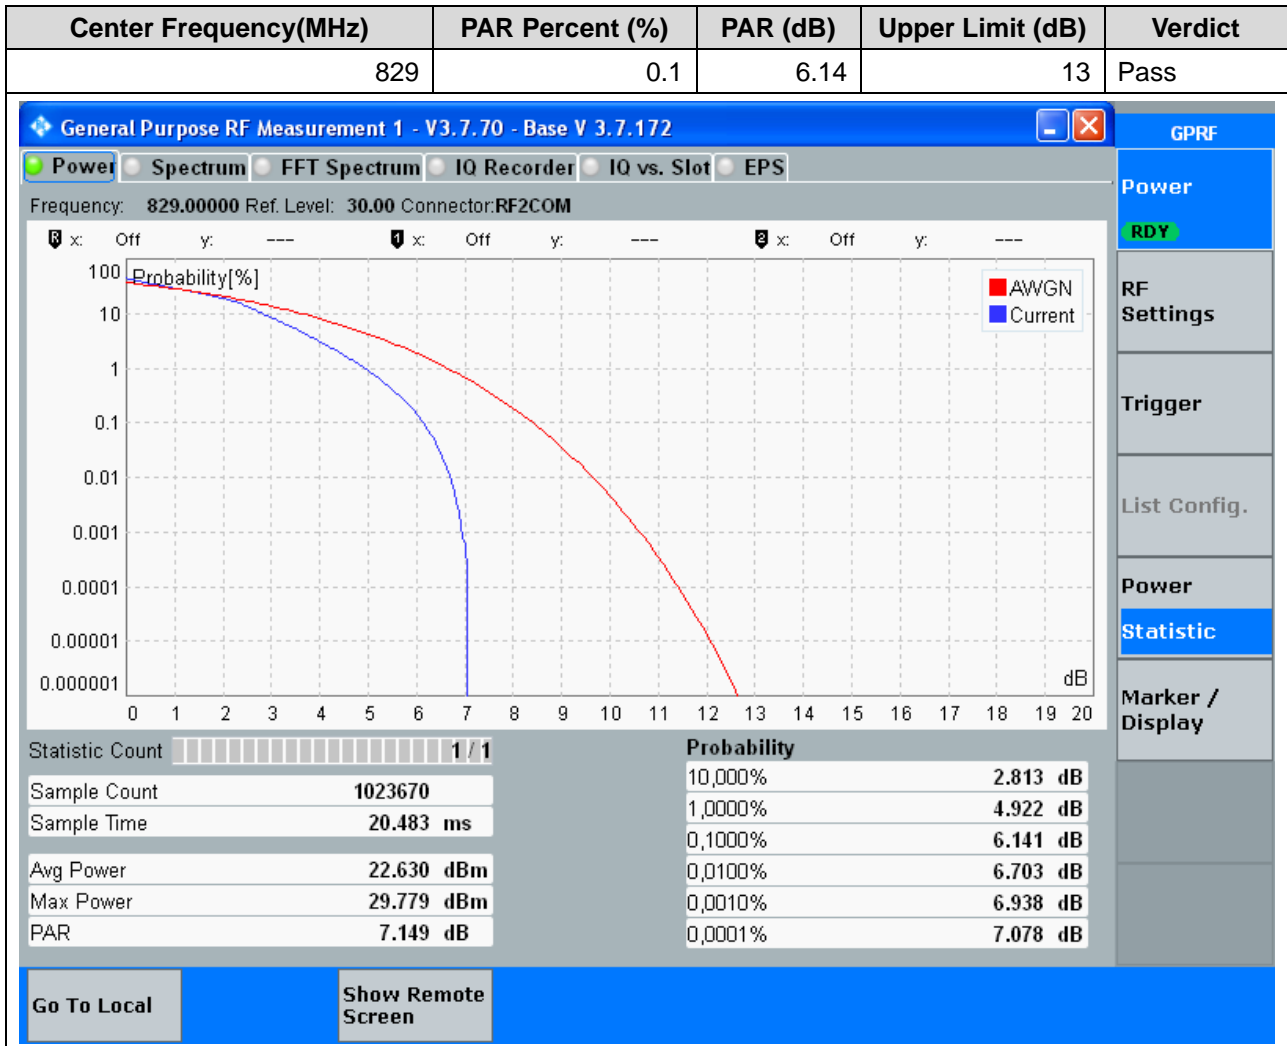 Center Frequency(MHz) PAR Percent (%) PAR (dB) Upper Limit (dB) Verdict
829 0.1 6.14 13 Pass
General Purpose RF Measurement 1 - V3.7.70 - Base V 3.7.172
GPRF
Power Spectrum FFT Spectrum IQ Recorder IQ vs. Slot EPS
Power
RDY
Frequency: 829.00000 Ref. Level: 30.00 Connector:RF2COM
R x: Off y: --- 1 x: Off y: --- 2 x: Off y: ---
Probability[%]
AWGN
Current
100
10
1
0.1
0.01
0.001
0.0001
0.00001
0.000001
dB
0 1 2 3 4 5 6 7 8 9 10 11 12 13 14 15 16 17 18 19 20
RF
Settings
Trigger
List Config.
Power
Statistic
Marker /
Display
Statistic Count 1 / 1
Sample Count 1023670
Sample Time 20.483 ms
Avg Power 22.630 dBm
Max Power 29.779 dBm
PAR 7.149 dB
Probability
10,000% 2.813 dB
1,0000% 4.922 dB
0,1000% 6.141 dB
0,0100% 6.703 dB
0,0010% 6.938 dB
0,0001% 7.078 dB
Go To Local
Show Remote
Screen